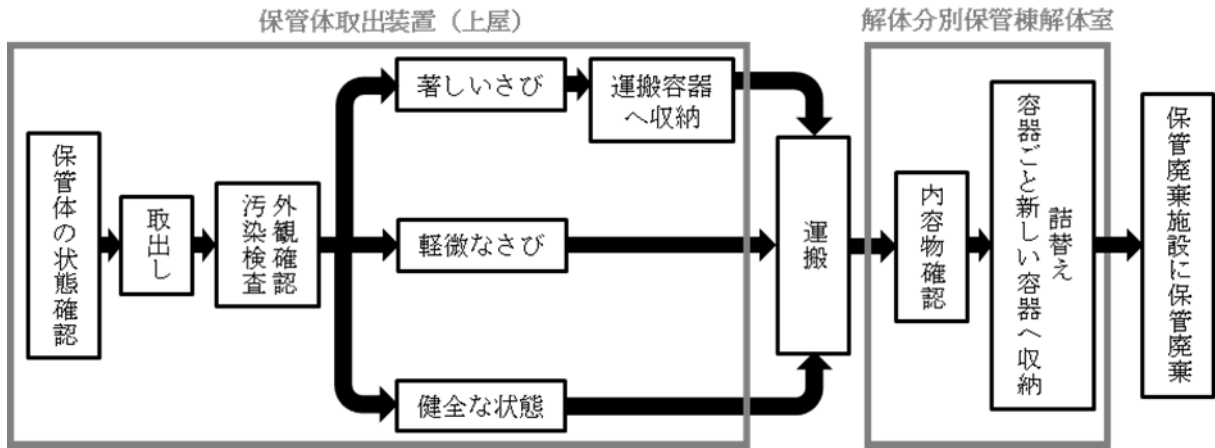 保管体取出装置（上屋）
解体分別保管棟解体室
保管体の状態確認
取出し
外観確認
汚染検査
著しいさび
運搬容器
へ収納
軽微なさび
健全な状態
運搬
内容物確認
詰替え
容器ごと新しい容器へ収納
保管廃棄施設に保管廃棄